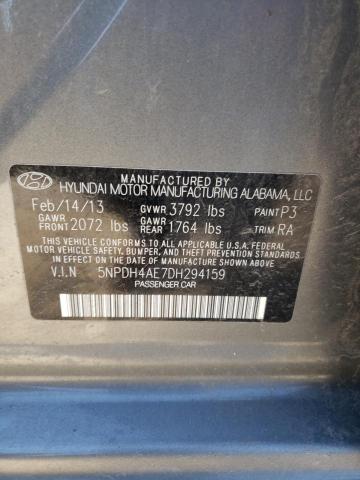 MANUFACTURED BY
HYUNDAI MOTOR MANUFACTURING ALABAMA, LLC
Feb/14/13 GVWR 3792 lbs PAINT P3
GAWR FRONT 2072 lbs GAWR REAR 1764 lbs TRIM RA
THIS VEHICLE CONFORMS TO ALL APPLICABLE U.S. FEDERAL
MOTOR VEHICLE SAFETY, BUMPER, AND THEFT PREVENTION
STANDARDS IN EFFECT ON THE DATE OF MANUFACTURE SHOWN ABOVE.
V.I.N 5NPDH4AE7DH294159
PASSENGER CAR